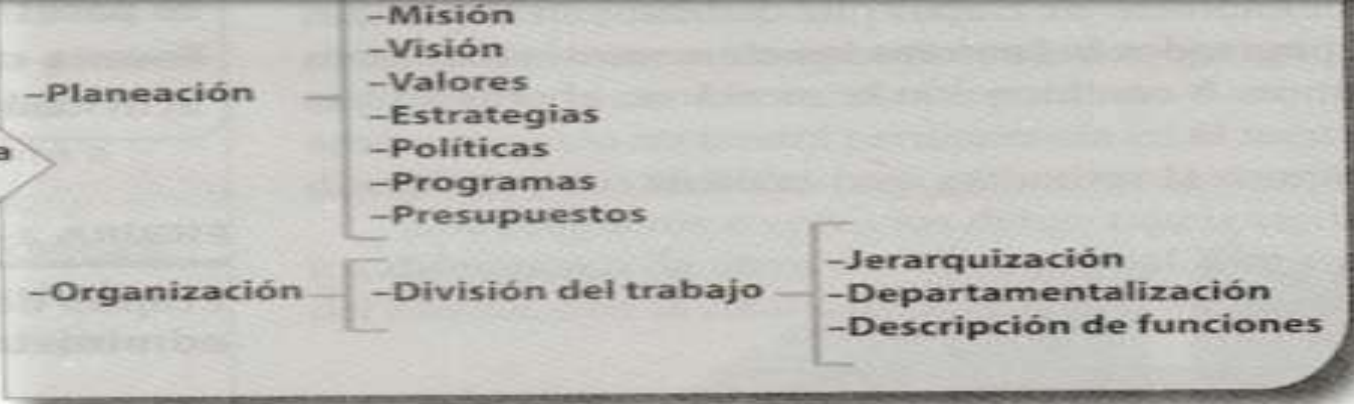 –Misión
–Visión
–Valores
–Planeación
–Estrategias
–Políticas
–Programas
–Presupuestos
–Organización
–División del trabajo
–Jerarquización
–Departamentalización
–Descripción de funciones